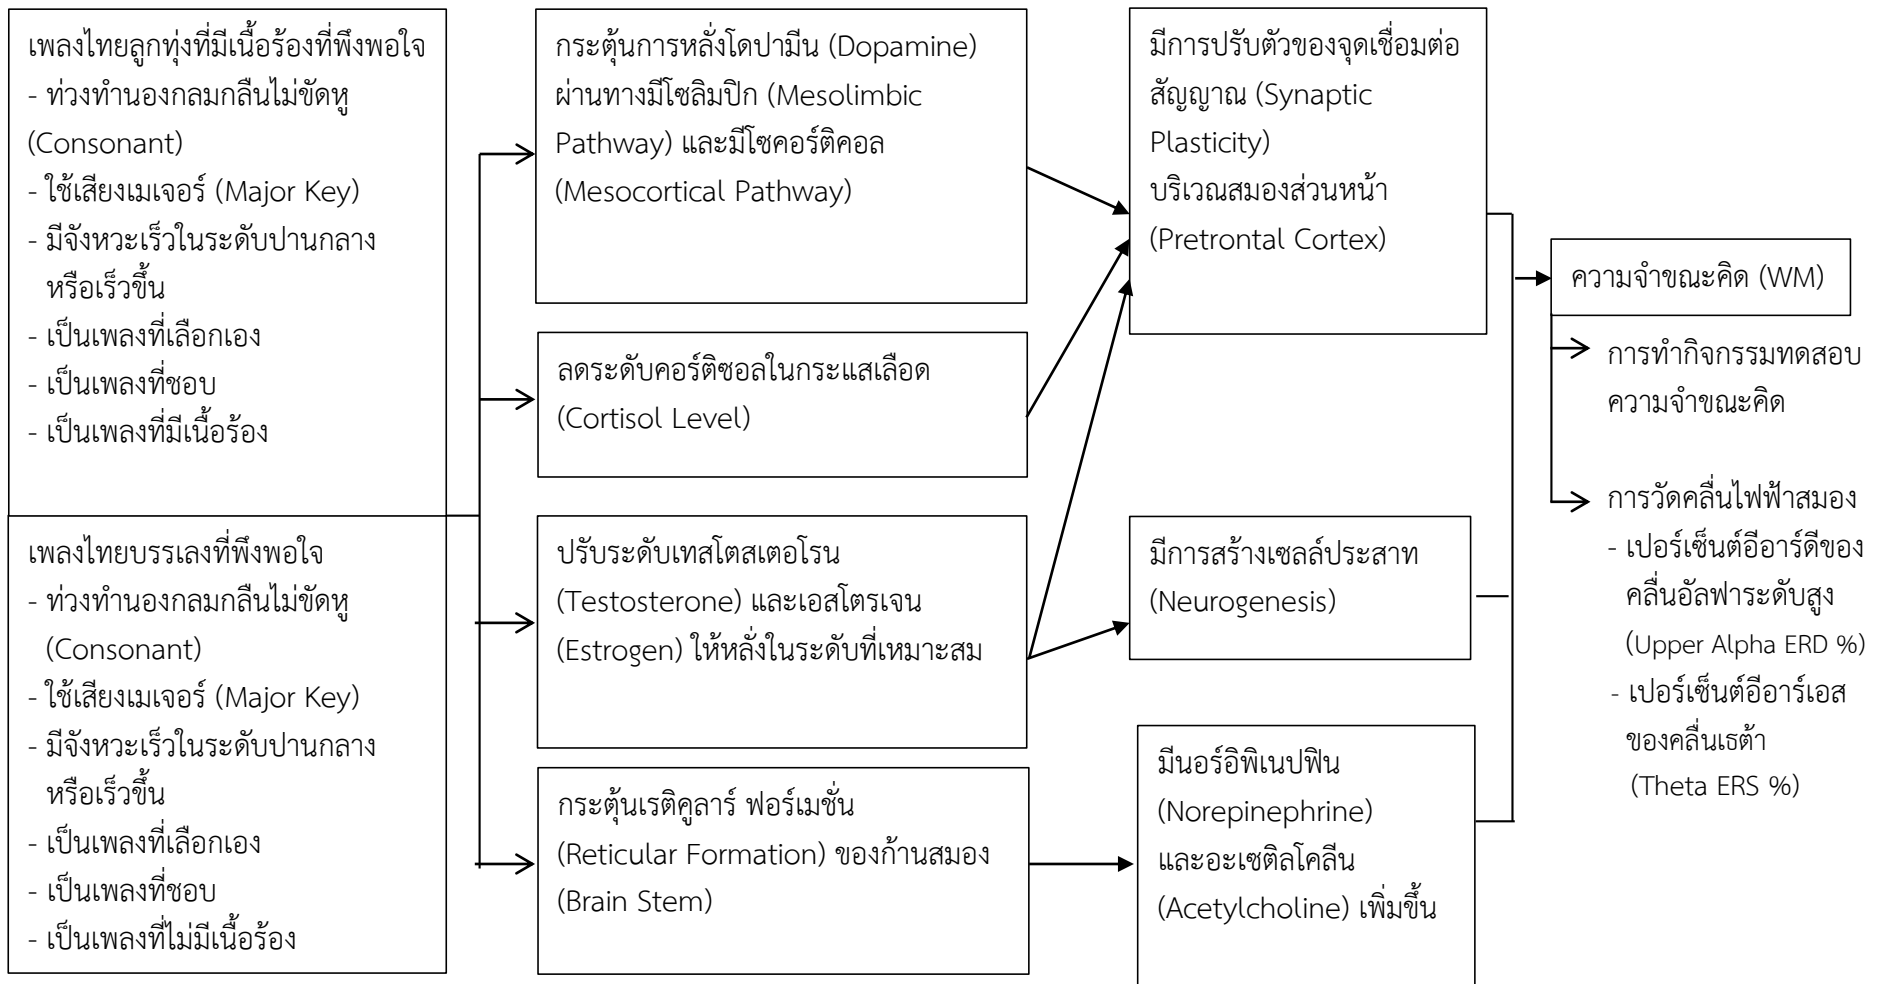 เพลงไทยลูกทุ่งที่มีเนื้อร้องที่พึงพอใจ
- ท่วงทำนองกลมกลืนไม่ขัดหู
(Consonant)
- ใช้เสียงเมเจอร์ (Major Key)
- มีจังหวะเร็วในระดับปานกลาง
หรือเร็วขึ้น
- เป็นเพลงที่เลือกเอง
- เป็นเพลงที่ชอบ
- เป็นเพลงที่มีเนื้อร้อง
เพลงไทยบรรเลงที่พึงพอใจ
- ท่วงทำนองกลมกลืนไม่ขัดหู
(Consonant)
- ใช้เสียงเมเจอร์ (Major Key)
- มีจังหวะเร็วในระดับปานกลาง
หรือเร็วขึ้น
- เป็นเพลงที่เลือกเอง
- เป็นเพลงที่ชอบ
- เป็นเพลงที่ไม่มีเนื้อร้อง
กระตุ้นการหลั่งโดปามีน (Dopamine)
ผ่านทางมีโซลิมปิก (Mesolimbic
Pathway) และมีโซคอร์ติคอล
(Mesocortical Pathway)
ลดระดับคอร์ติซอลในกระแสเลือด
(Cortisol Level)
ปรับระดับเทสโตสเตอโรน
(Testosterone) และเอสโตรเจน
(Estrogen) ให้หลั่งในระดับที่เหมาะสม
กระตุ้นเรติคูลาร์ ฟอร์เมชั่น
(Reticular Formation) ของก้านสมอง
(Brain Stem)
มีการปรับตัวของจุดเชื่อมต่อ
สัญญาณ (Synaptic
Plasticity)
บริเวณสมองส่วนหน้า
(Pretrontal Cortex)
มีการสร้างเซลล์ประสาท
(Neurogenesis)
มีนอร์อิพิเนปฟิน
(Norepinephrine)
และอะเซติลโคลีน
(Acetylcholine) เพิ่มขึ้น
ความจำขณะคิด (WM)
การทำกิจกรรมทดสอบ
ความจำขณะคิด
การวัดคลื่นไฟฟ้าสมอง
- เปอร์เซ็นต์อีอาร์ดีของ
คลื่นอัลฟาระดับสูง
(Upper Alpha ERD %)
- เปอร์เซ็นต์อีอาร์เอส
ของคลื่นเธต้า
(Theta ERS %)